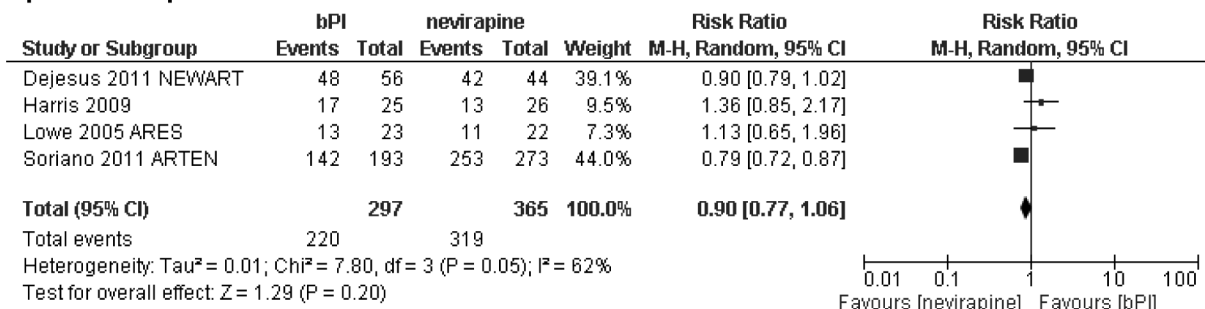 bPI nevirapine Risk Ratio Risk Ratio
Study or Subgroup Events Total Events Total Weight M-H, Random, 95% CI M-H, Random, 95% CI
Dejesus 2011 NEWART 48 56 42 44 39.1% 0.90 [0.79, 1.02]
Harris 2009 17 25 13 26 9.5% 1.36 [0.85, 2.17]
Lowe 2005 ARES 13 23 11 22 7.3% 1.13 [0.65, 1.96]
Soriano 2011 ARTEN 142 193 253 273 44.0% 0.79 [0.72, 0.87]
Total (95% CI) 297 365 100.0% 0.90 [0.77, 1.06]
Total events 220 319
Heterogeneity: Tau² = 0.01; Chi² = 7.80, df = 3 (P = 0.05); I² = 62%
Test for overall effect: Z = 1.29 (P = 0.20)
0.01 0.1 1 10 100
Favours [nevirapine] Favours [bPI]